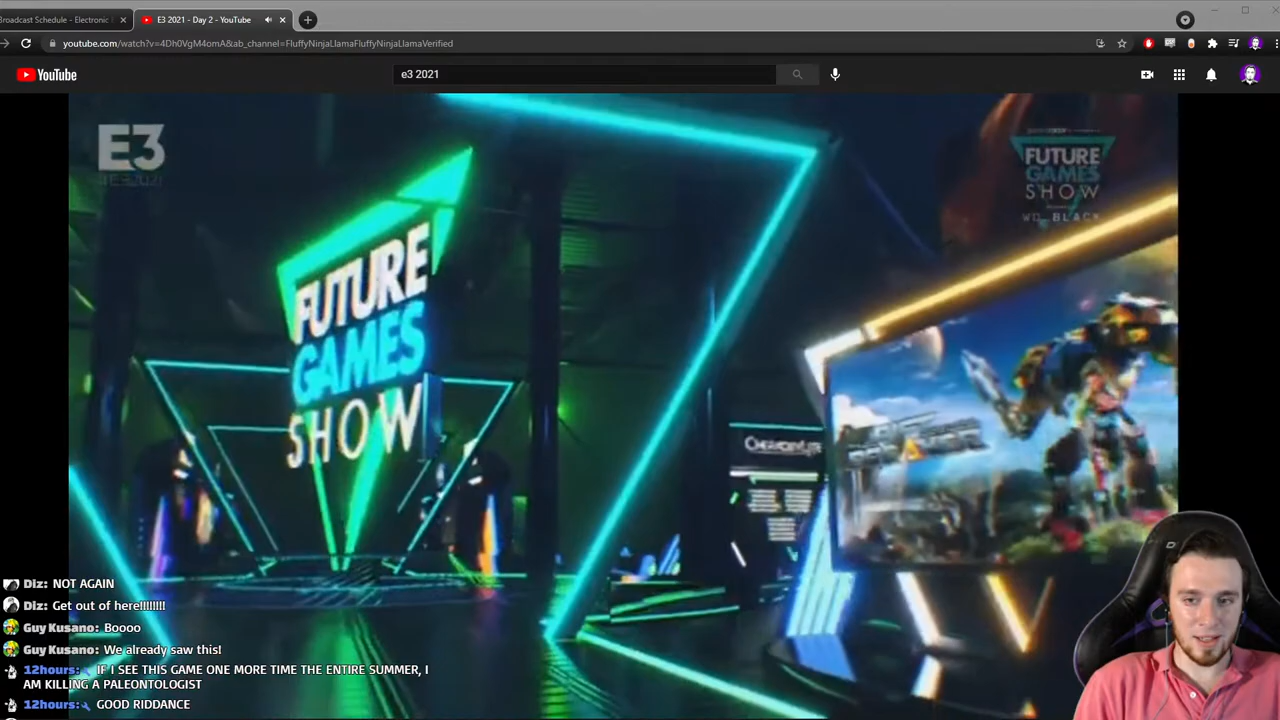 Broadcast Schedule - Electronic
E3 2021 - Day 2 - YouTube
youtube.com/watch?v=4Dh0VgM4omA&ab_channel=FluffyNinjaLlamaFluffyNinjaLlamaVerified
YouTube
e3 2021
E3
FUTURE
GAMES
SHOW
WD_BLACK
FUTURE
GAMES
SHOW
Diz: NOT AGAIN
Diz: Get out of here!!!!!!!!
Guy Kusano: Boooo
Guy Kusano: We already saw this!
12hours: IF I SEE THIS GAME ONE MORE TIME THE ENTIRE SUMMER, I
AM KILLING A PALEONTOLOGIST
12hours: GOOD RIDDANCE